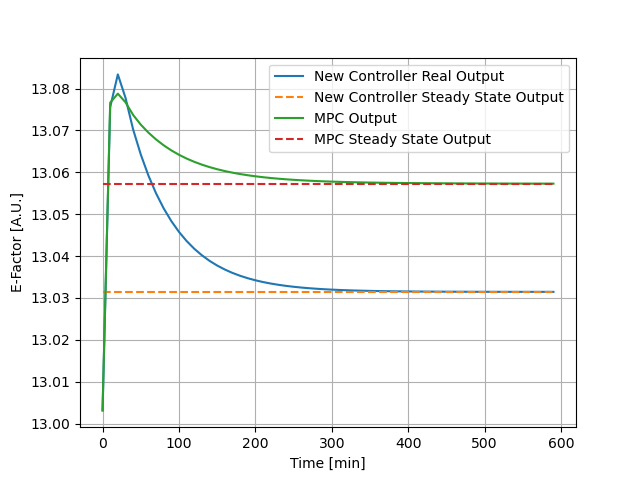 New Controller Real Output
New Controller Steady State Output
MPC Output
MPC Steady State Output
E-Factor [A.U.]
13.08
13.07
13.06
13.05
13.04
13.03
13.02
13.01
13.00
0 100 200 300 400 500 600
Time [min]